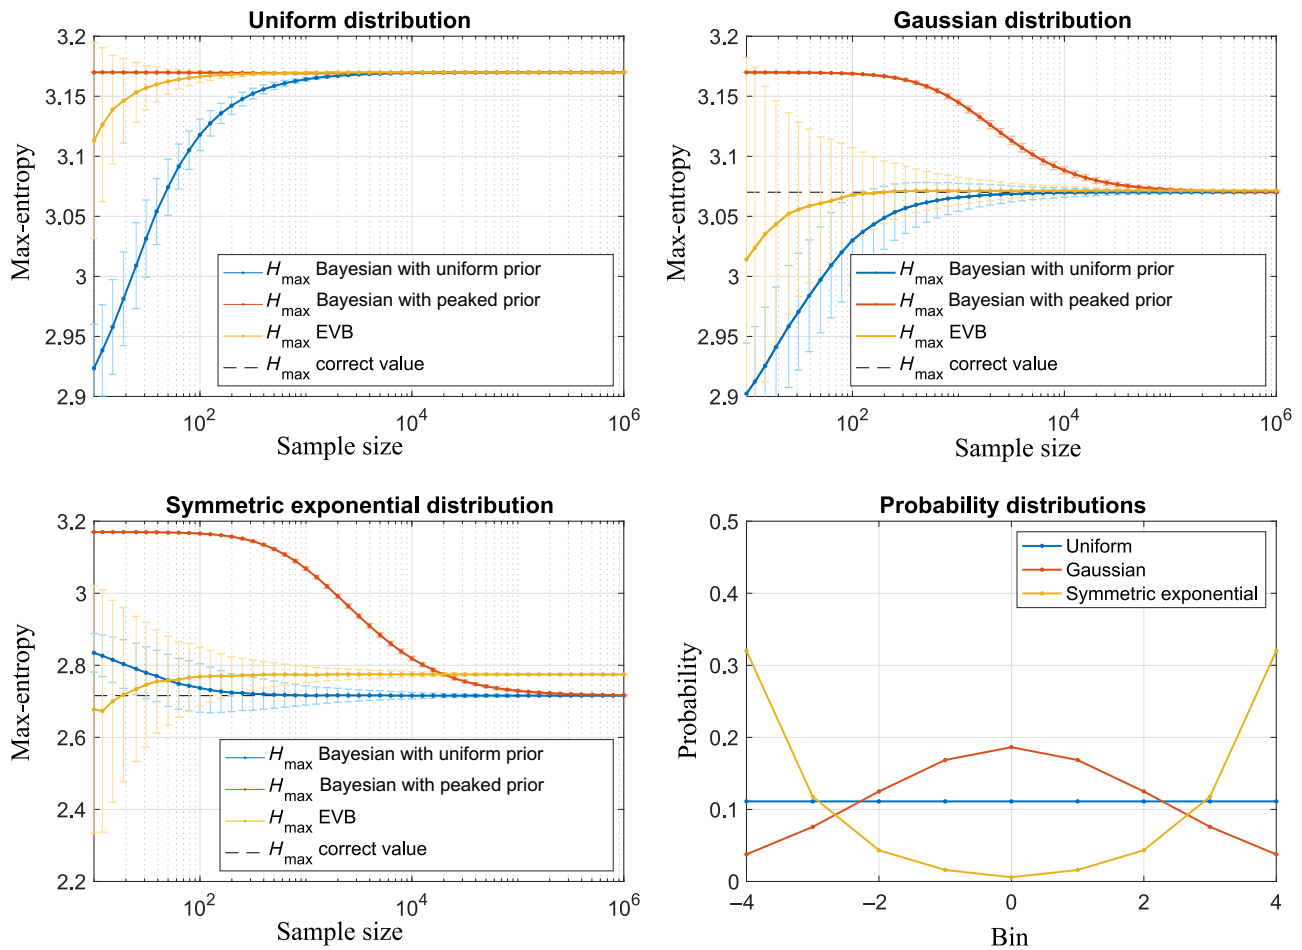 Uniform distribution
3.2
3.15
3.1
3.05
3
2.95
2.9
Max-entropy
H_max Bayesian with uniform prior
H_max Bayesian with peaked prior
H_max EVB
H_max correct value
10^2
10^4
10^6
Sample size
Gaussian distribution
3.2
3.15
3.1
3.05
3
2.95
2.9
Max-entropy
H_max Bayesian with uniform prior
H_max Bayesian with peaked prior
H_max EVB
H_max correct value
10^2
10^4
10^6
Sample size
Symmetric exponential distribution
3.2
3
2.8
2.6
2.4
2.2
Max-entropy
H_max Bayesian with uniform prior
H_max Bayesian with peaked prior
H_max EVB
H_max correct value
10^2
10^4
10^6
Sample size
Probability distributions
0.5
0.4
0.3
0.2
0.1
0
Probability
Uniform
Gaussian
Symmetric exponential
−4
−2
0
2
4
Bin